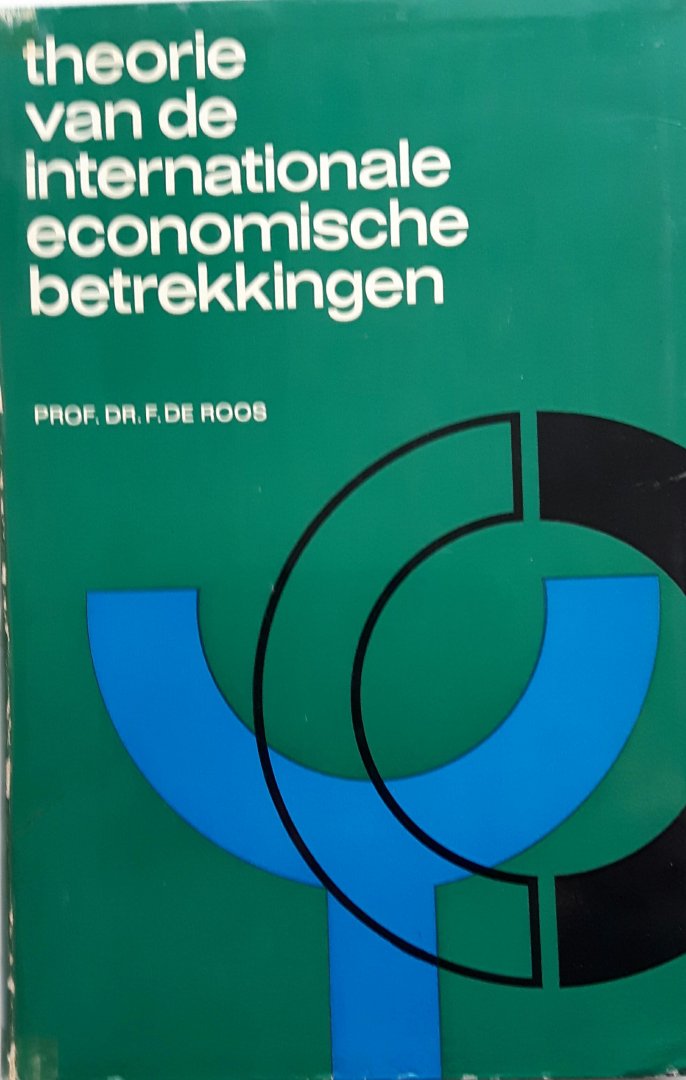 theorie
van de
internationale
economische
betrekkingen
PROF. DR. F. DE ROOS